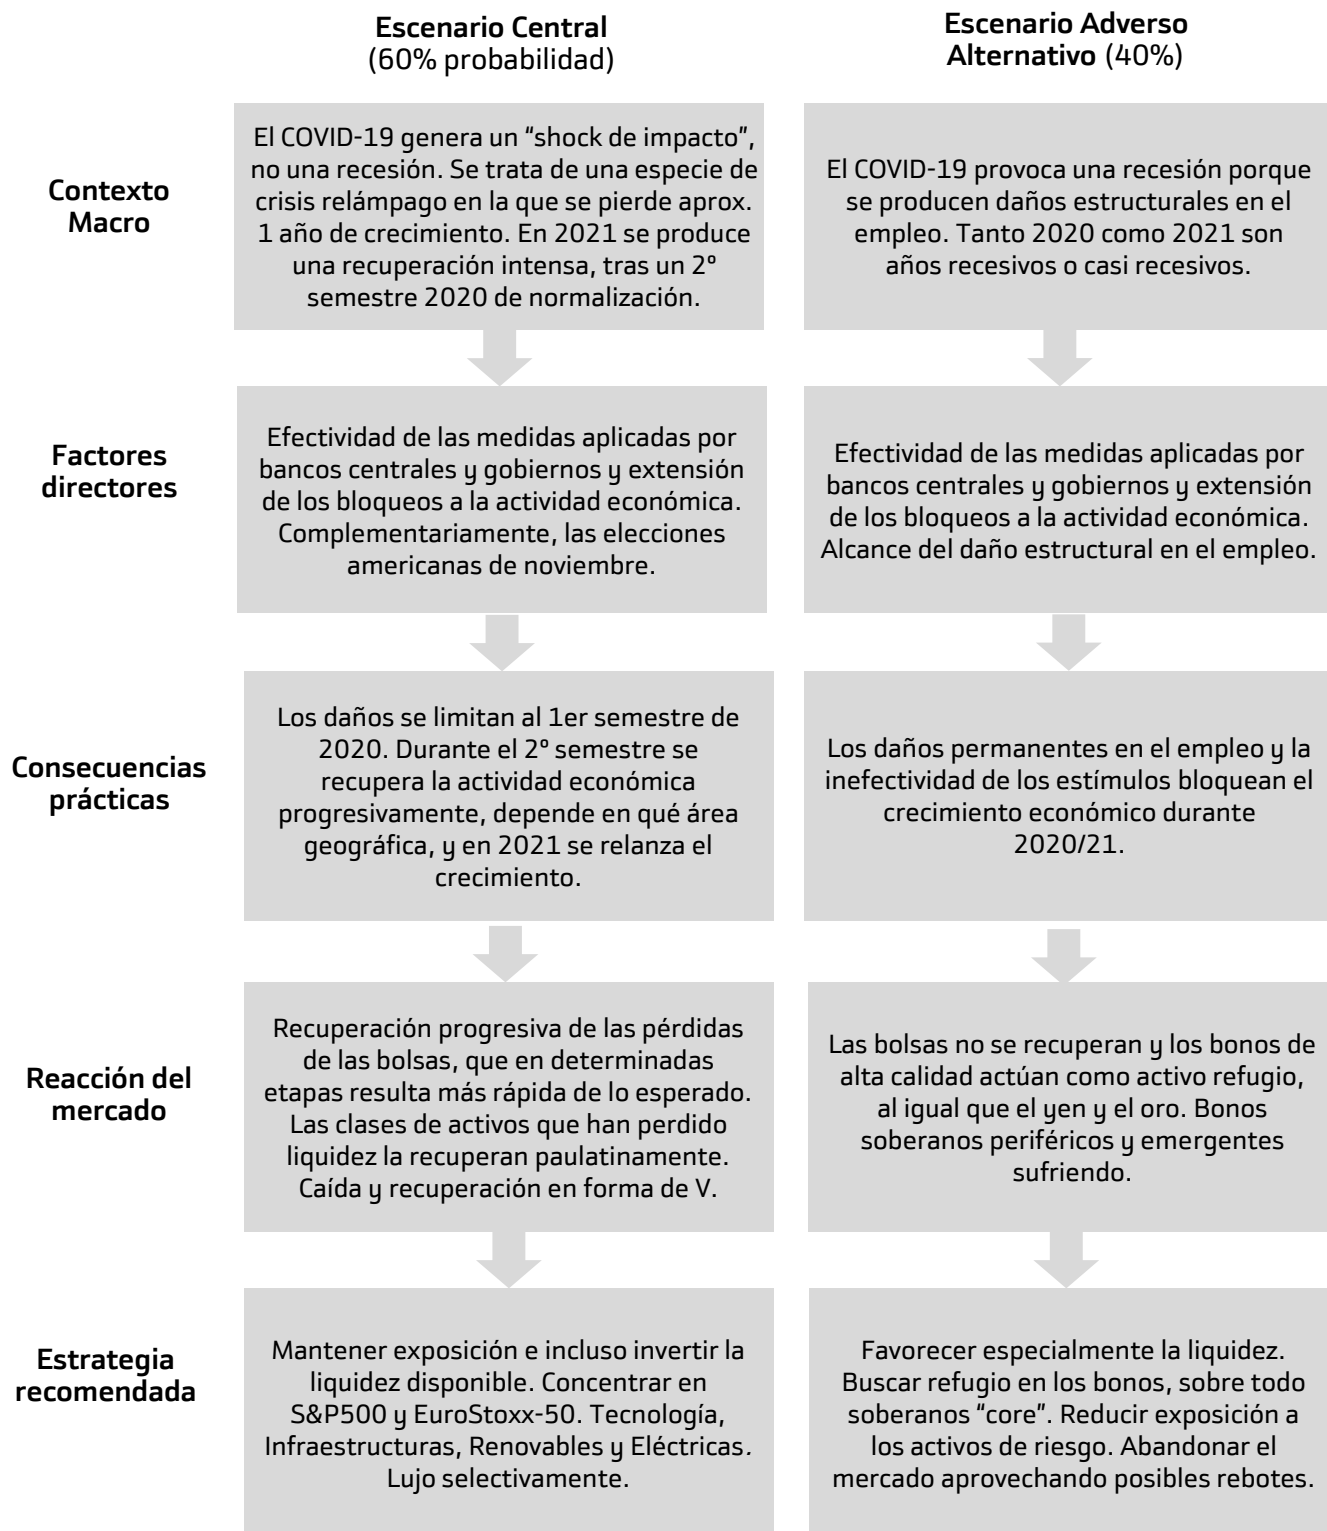 Escenario Central
(60% probabilidad)
Escenario Adverso
Alternativo (40%)
Contexto
Macro
El COVID-19 genera un “shock de impacto”,
no una recesión. Se trata de una especie de
crisis relámpago en la que se pierde aprox.
1 año de crecimiento. En 2021 se produce
una recuperación intensa, tras un 2º
semestre 2020 de normalización.
El COVID-19 provoca una recesión porque
se producen daños estructurales en el
empleo. Tanto 2020 como 2021 son
años recesivos o casi recesivos.
Factores
directores
Efectividad de las medidas aplicadas por
bancos centrales y gobiernos y extensión
de los bloqueos a la actividad económica.
Complementariamente, las elecciones
americanas de noviembre.
Efectividad de las medidas aplicadas por
bancos centrales y gobiernos y extensión
de los bloqueos a la actividad económica.
Alcance del daño estructural en el empleo.
Consecuencias
prácticas
Los daños se limitan al 1er semestre de
2020. Durante el 2º semestre se
recupera la actividad económica
progresivamente, depende en qué área
geográfica, y en 2021 se relanza el
crecimiento.
Los daños permanentes en el empleo y la
inefectividad de los estímulos bloquean el
crecimiento económico durante
2020/21.
Reacción del
mercado
Recuperación progresiva de las pérdidas
de las bolsas, que en determinadas
etapas resulta más rápida de lo esperado.
Las clases de activos que han perdido
liquidez la recuperan paulatinamente.
Caída y recuperación en forma de V.
Las bolsas no se recuperan y los bonos de
alta calidad actúan como activo refugio,
al igual que el yen y el oro. Bonos
soberanos periféricos y emergentes
sufriendo.
Estrategia
recomendada
Mantener exposición e incluso invertir la
liquidez disponible. Concentrar en
S&P500 y EuroStoxx-50. Tecnología,
Infraestructuras, Renovables y Eléctricas.
Lujo selectivamente.
Favorecer especialmente la liquidez.
Buscar refugio en los bonos, sobre todo
soberanos “core”. Reducir exposición a
los activos de riesgo. Abandonar el
mercado aprovechando posibles rebotes.